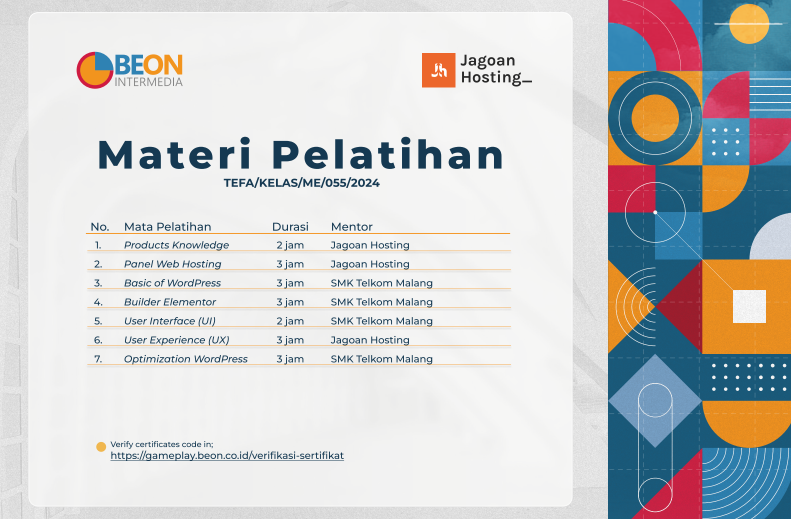 BEON
INTERMEDIA
Jh
Jagoan
Hosting_
Materi Pelatihan
TEFA/KELAS/ME/055/2024
No. Mata Pelatihan Durasi Mentor
1. Products Knowledge 2 jam Jagoan Hosting
2. Panel Web Hosting 3 jam Jagoan Hosting
3. Basic of WordPress 3 jam SMK Telkom Malang
4. Builder Elementor 3 jam SMK Telkom Malang
5. User Interface (UI) 2 jam SMK Telkom Malang
6. User Experience (UX) 3 jam Jagoan Hosting
7. Optimization WordPress 3 jam SMK Telkom Malang
Verify certificates code in;
https://gameplay.beon.co.id/verifikasi-sertifikat